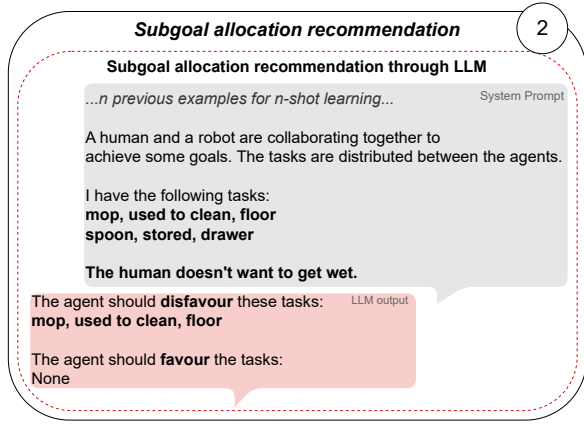 Subgoal allocation recommendation
2
Subgoal allocation recommendation through LLM
...n previous examples for n-shot learning...
System Prompt
A human and a robot are collaborating together to
achieve some goals. The tasks are distributed between the agents.
I have the following tasks:
mop, used to clean, floor
spoon, stored, drawer
The human doesn't want to get wet.
The agent should disfavour these tasks:
LLM output
mop, used to clean, floor
The agent should favour the tasks:
None